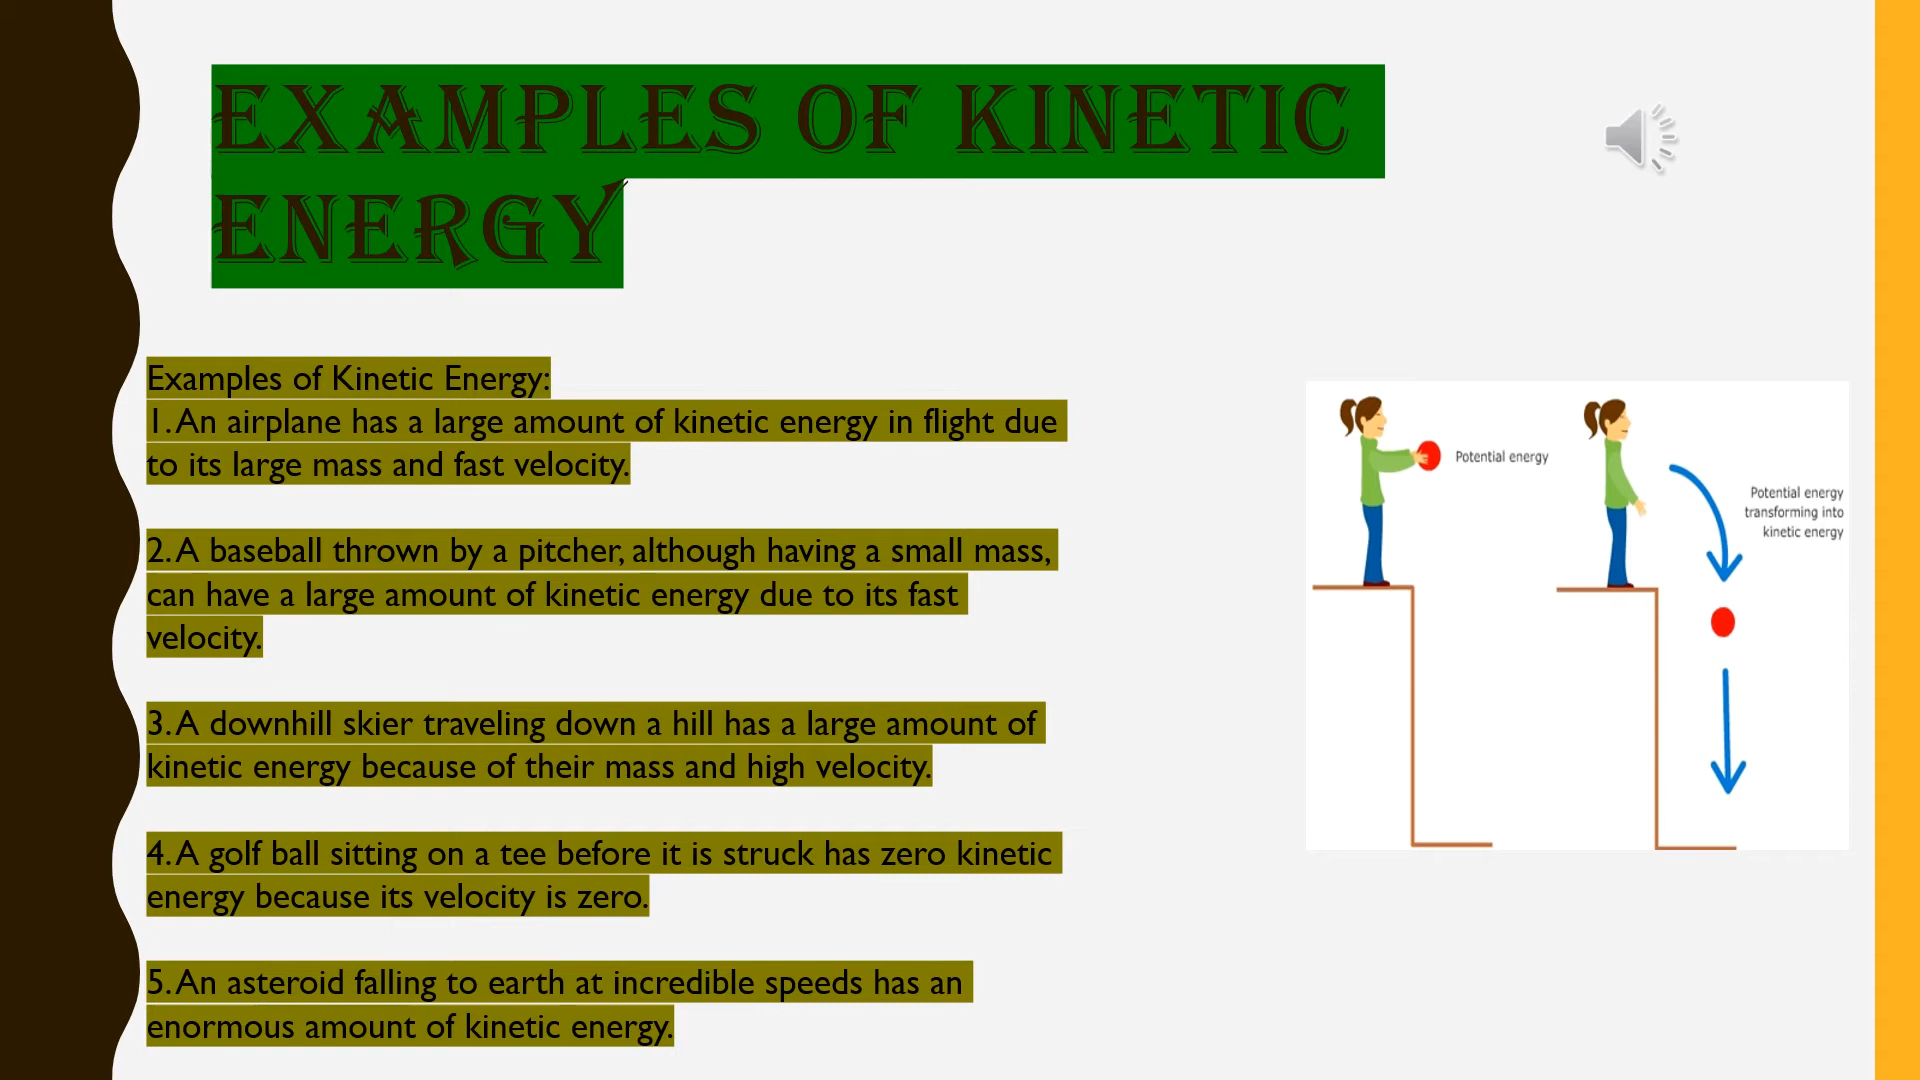 EXAMPLES OF KINETIC
ENERGY
Examples of Kinetic Energy:
1. An airplane has a large amount of kinetic energy in flight due
to its large mass and fast velocity.
2. A baseball thrown by a pitcher, although having a small mass,
can have a large amount of kinetic energy due to its fast
velocity.
3. A downhill skier traveling down a hill has a large amount of
kinetic energy because of their mass and high velocity.
4. A golf ball sitting on a tee before it is struck has zero kinetic
energy because its velocity is zero.
5. An asteroid falling to earth at incredible speeds has an
enormous amount of kinetic energy.
Potential energy
Potential energy
transforming into
kinetic energy